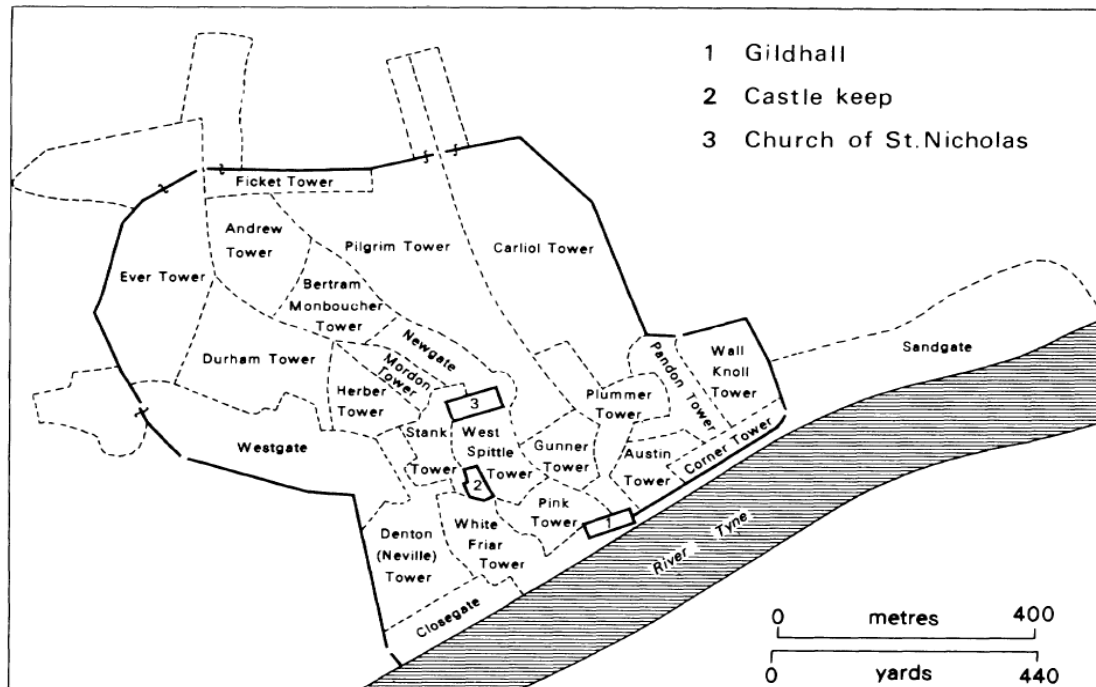 1 Gildhall
2 Castle keep
3 Church of St.Nicholas
Ficket Tower
Andrew
Tower
Pilgrim Tower
Carliol Tower
Ever Tower
Bertram
Monboucher
Tower
Newgate
Mordon
Tower
Durham Tower
Herber
Tower
3
Pandon Tower
Wall
Knoll
Tower
Sandgate
Plummer
Tower
Westgate
Stank
Tower
West
Spittle
Tower
Gunner
Tower
Austin
Tower
Corner Tower
2
Pink
Tower
1
Denton
(Neville)
Tower
White
Friar
Tower
Closegate
River Tyne
0 metres 400
0 yards 440